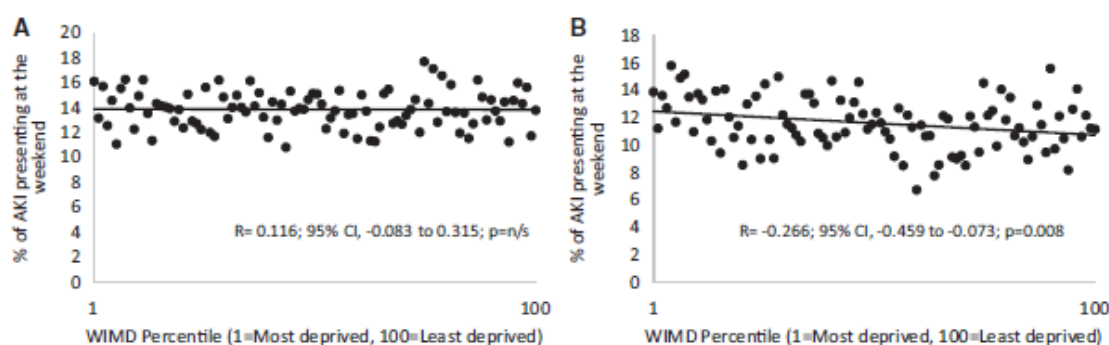 A
% of AKI presenting at the
weekend
20
18
16
14
12
10
8
6
4
2
0
R= 0.116; 95% CI, -0.083 to 0.315; p=n/s
1
100
WIMD Percentile (1=Most deprived, 100=Least deprived)
B
% of AKI presenting at the
weekend
18
16
14
12
10
8
6
4
2
0
R= -0.266; 95% CI, -0.459 to -0.073; p=0.008
1
100
WIMD Percentile (1=Most deprived, 100=Least deprived)